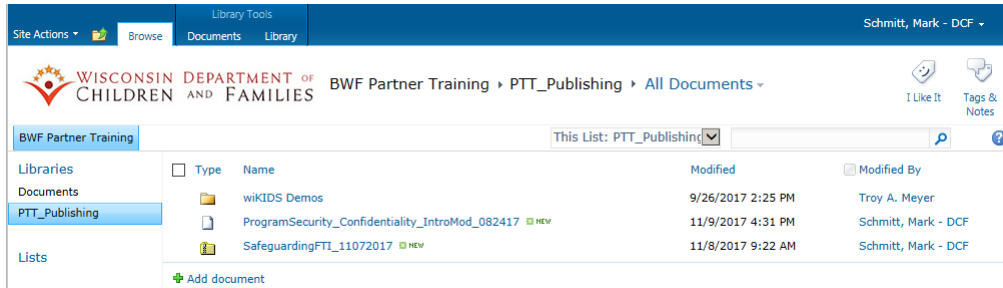 Library Tools
Schmitt, Mark - DCF
Site Actions
Browse
Documents
Library
WISCONSIN DEPARTMENT OF
CHILDREN AND FAMILIES
BWF Partner Training ▸ PTT_Publishing ▸ All Documents
I Like It
Tags &
Notes
BWF Partner Training
This List: PTT_Publishing
Libraries
Documents
PTT_Publishing
Lists
Type Name Modified Modified By
wiKIDS Demos 9/26/2017 2:25 PM Troy A. Meyer
ProgramSecurity_Confidentiality_IntroMod_082417 NEW 11/9/2017 4:31 PM Schmitt, Mark - DCF
SafeguardingFTI_11072017 NEW 11/8/2017 9:22 AM Schmitt, Mark - DCF
Add document